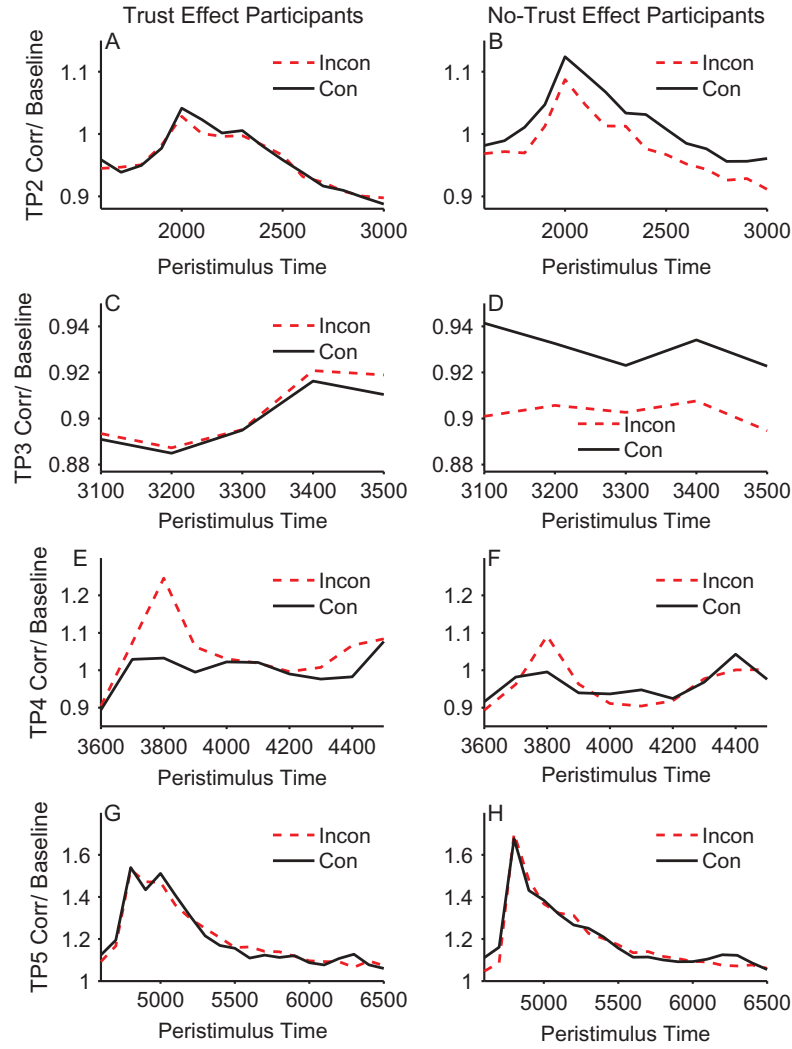 Trust Effect Participants
No-Trust Effect Participants
A
Incon
Con
TP2 Corr/ Baseline
1.1
1
0.9
2000
2500
3000
Peristimulus Time
B
Incon
Con
1.1
1
0.9
2000
2500
3000
Peristimulus Time
C
Incon
Con
TP3 Corr/ Baseline
0.94
0.92
0.9
0.88
3100
3200
3300
3400
3500
Peristimulus Time
D
Incon
Con
0.94
0.92
0.9
0.88
3100
3200
3300
3400
3500
Peristimulus Time
E
Incon
Con
TP4 Corr/ Baseline
1.2
1.1
1
0.9
3600
3800
4000
4200
4400
Peristimulus Time
F
Incon
Con
1.2
1.1
1
0.9
3600
3800
4000
4200
4400
Peristimulus Time
G
Incon
Con
TP5 Corr/ Baseline
1.6
1.4
1.2
1
5000
5500
6000
6500
Peristimulus Time
H
Incon
Con
1.6
1.4
1.2
1
5000
5500
6000
6500
Peristimulus Time